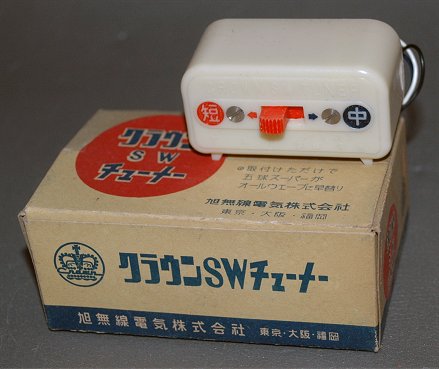 短 中
クラウン
SW
チューナー
⊙取付けただけで
五球スーパーが
オールウェーブに早替り
旭無線電気株式会社
東京・大阪・福岡
クラウンSWチューナー
旭無線電気株式会社 東京・大阪・福岡